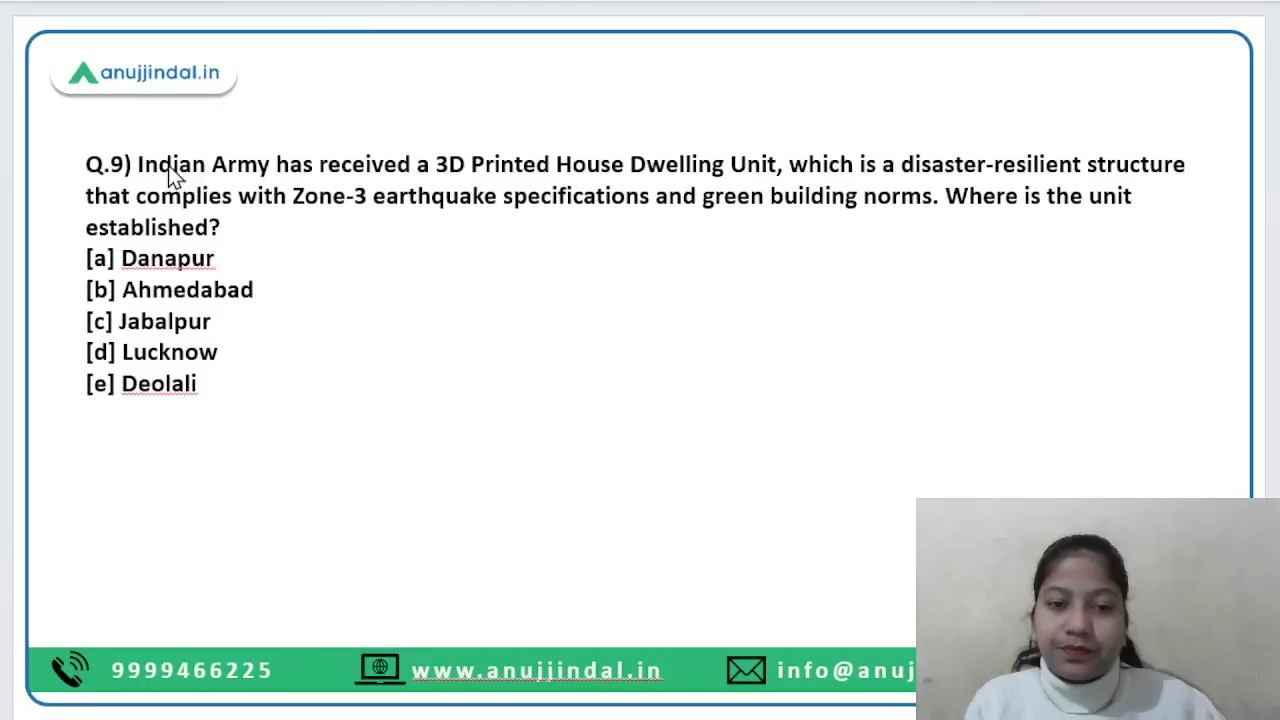 anujjindal.in
Q.9) Indian Army has received a 3D Printed House Dwelling Unit, which is a disaster-resilient structure
that complies with Zone-3 earthquake specifications and green building norms. Where is the unit
established?
[a] Danapur
[b] Ahmedabad
[c] Jabalpur
[d] Lucknow
[e] Deolali
9999466225 www.anujjindal.in info@anuj